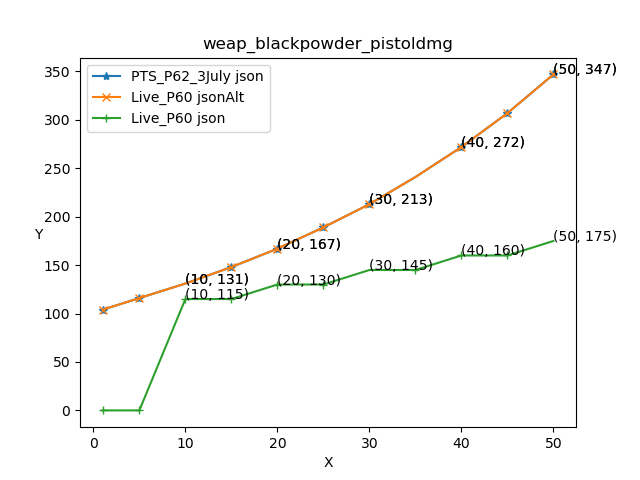 weap_blackpowder_pistoldmg
PTS_P62_3July json
Live_P60 jsonAlt
Live_P60 json
350
300
250
200
150
100
50
0
Y
(50, 347)
(40, 272)
(30, 213)
(20, 167)
(10, 131)
(50, 175)
(40, 160)
(30, 145)
(20, 130)
(10, 115)
0 10 20 30 40 50
X